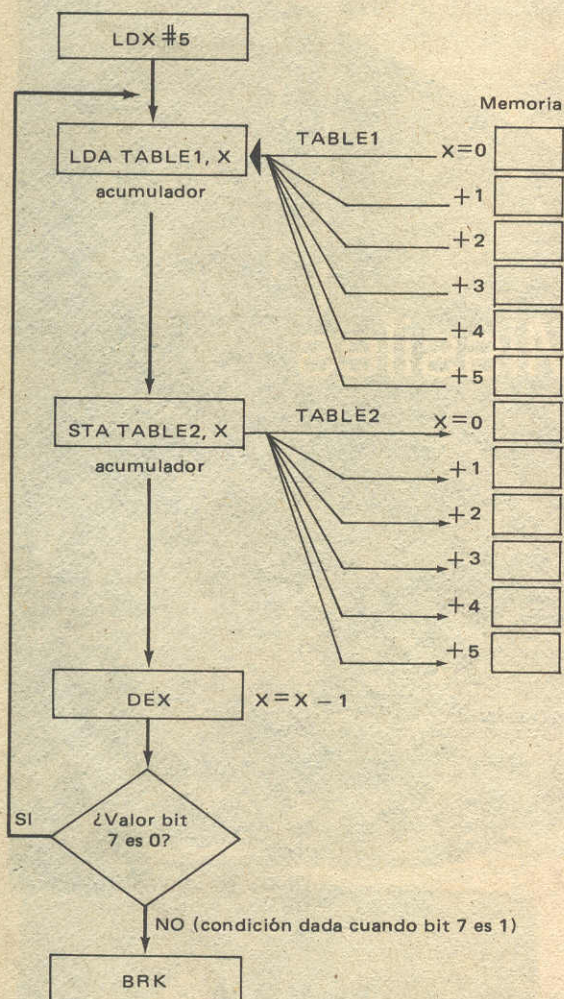 LDX #5
Memoria
LDA TABLE1, X
TABLE1
X=0
acumulador
+1
+2
+3
+4
+5
STA TABLE2, X
TABLE2
X=0
acumulador
+1
+2
+3
+4
+5
DEX
X=X – 1
SI
¿Valor bit
7 es 0?
NO (condición dada cuando bit 7 es 1)
BRK